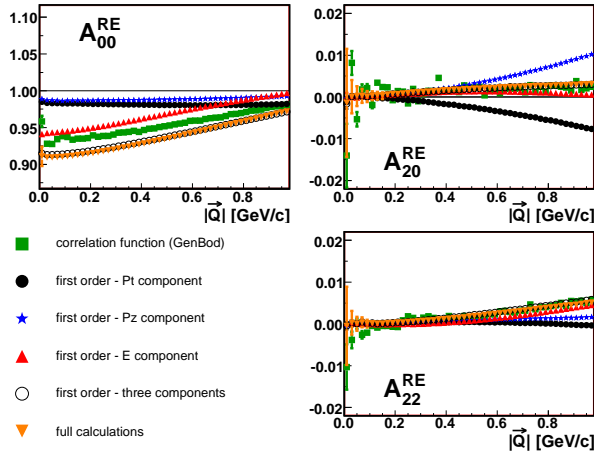 A00RE
1.10
1.05
1.00
0.95
0.90
0.0 0.2 0.4 0.6 0.8
|Q| [GeV/c]
0.02
0.01
0.00
-0.01
-0.02
A20RE
0.0 0.2 0.4 0.6 0.8
|Q| [GeV/c]
correlation function (GenBod)
first order - Pt component
first order - Pz component
first order - E component
first order - three components
full calculations
0.02
0.01
0.00
-0.01
-0.02
A22RE
0.0 0.2 0.4 0.6 0.8
|Q| [GeV/c]